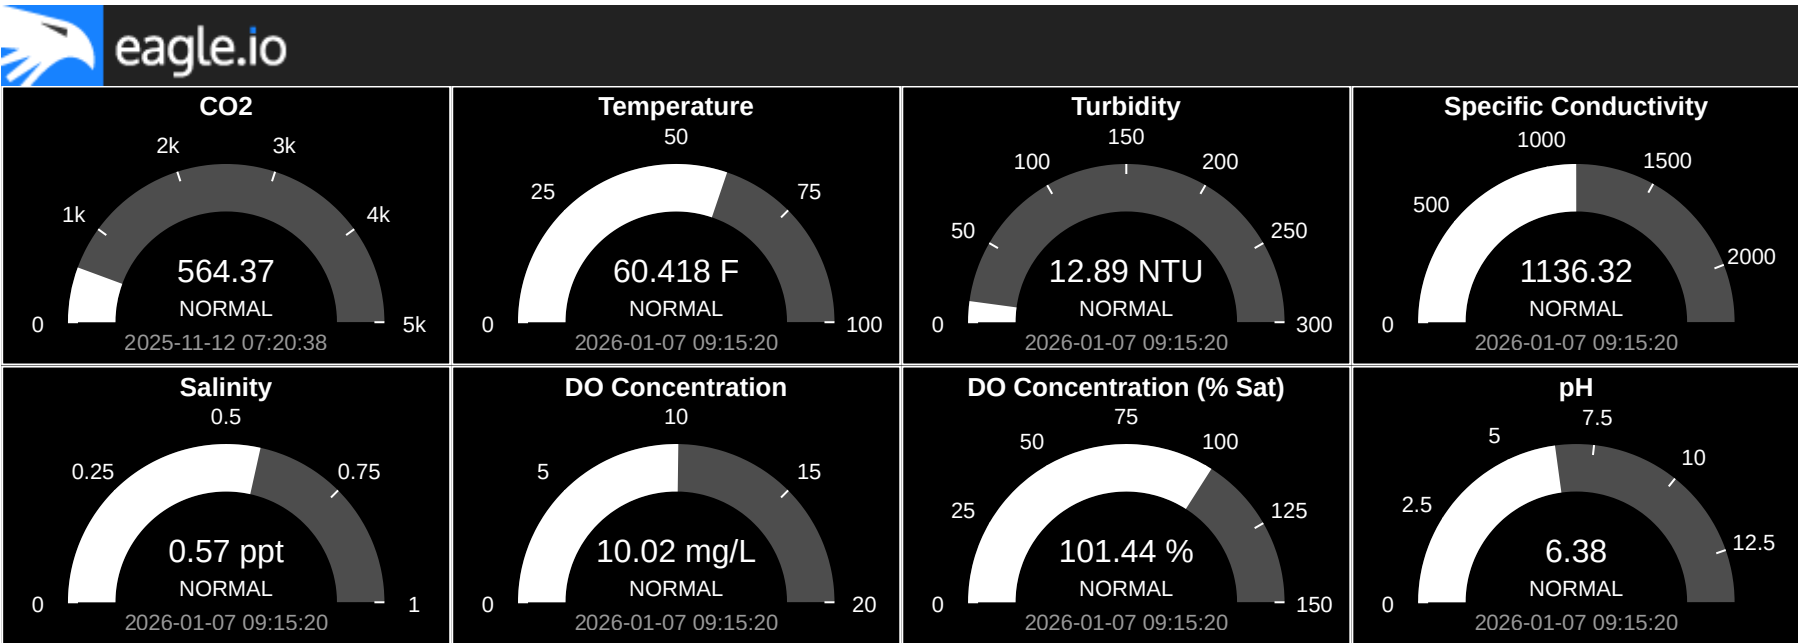 eagle.io
CO2
0
1k
2k
3k
4k
5k
564.37
NORMAL
2025-11-12 07:20:38
Temperature
0
25
50
75
100
60.418 F
NORMAL
2026-01-07 09:15:20
Turbidity
0
50
100
150
200
250
300
12.89 NTU
NORMAL
2026-01-07 09:15:20
Specific Conductivity
0
500
1000
1500
2000
1136.32
NORMAL
2026-01-07 09:15:20
Salinity
0
0.25
0.5
0.75
1
0.57 ppt
NORMAL
2026-01-07 09:15:20
DO Concentration
0
5
10
15
20
10.02 mg/L
NORMAL
2026-01-07 09:15:20
DO Concentration (% Sat)
0
25
50
75
100
125
150
101.44 %
NORMAL
2026-01-07 09:15:20
pH
0
2.5
5
7.5
10
12.5
6.38
NORMAL
2026-01-07 09:15:20